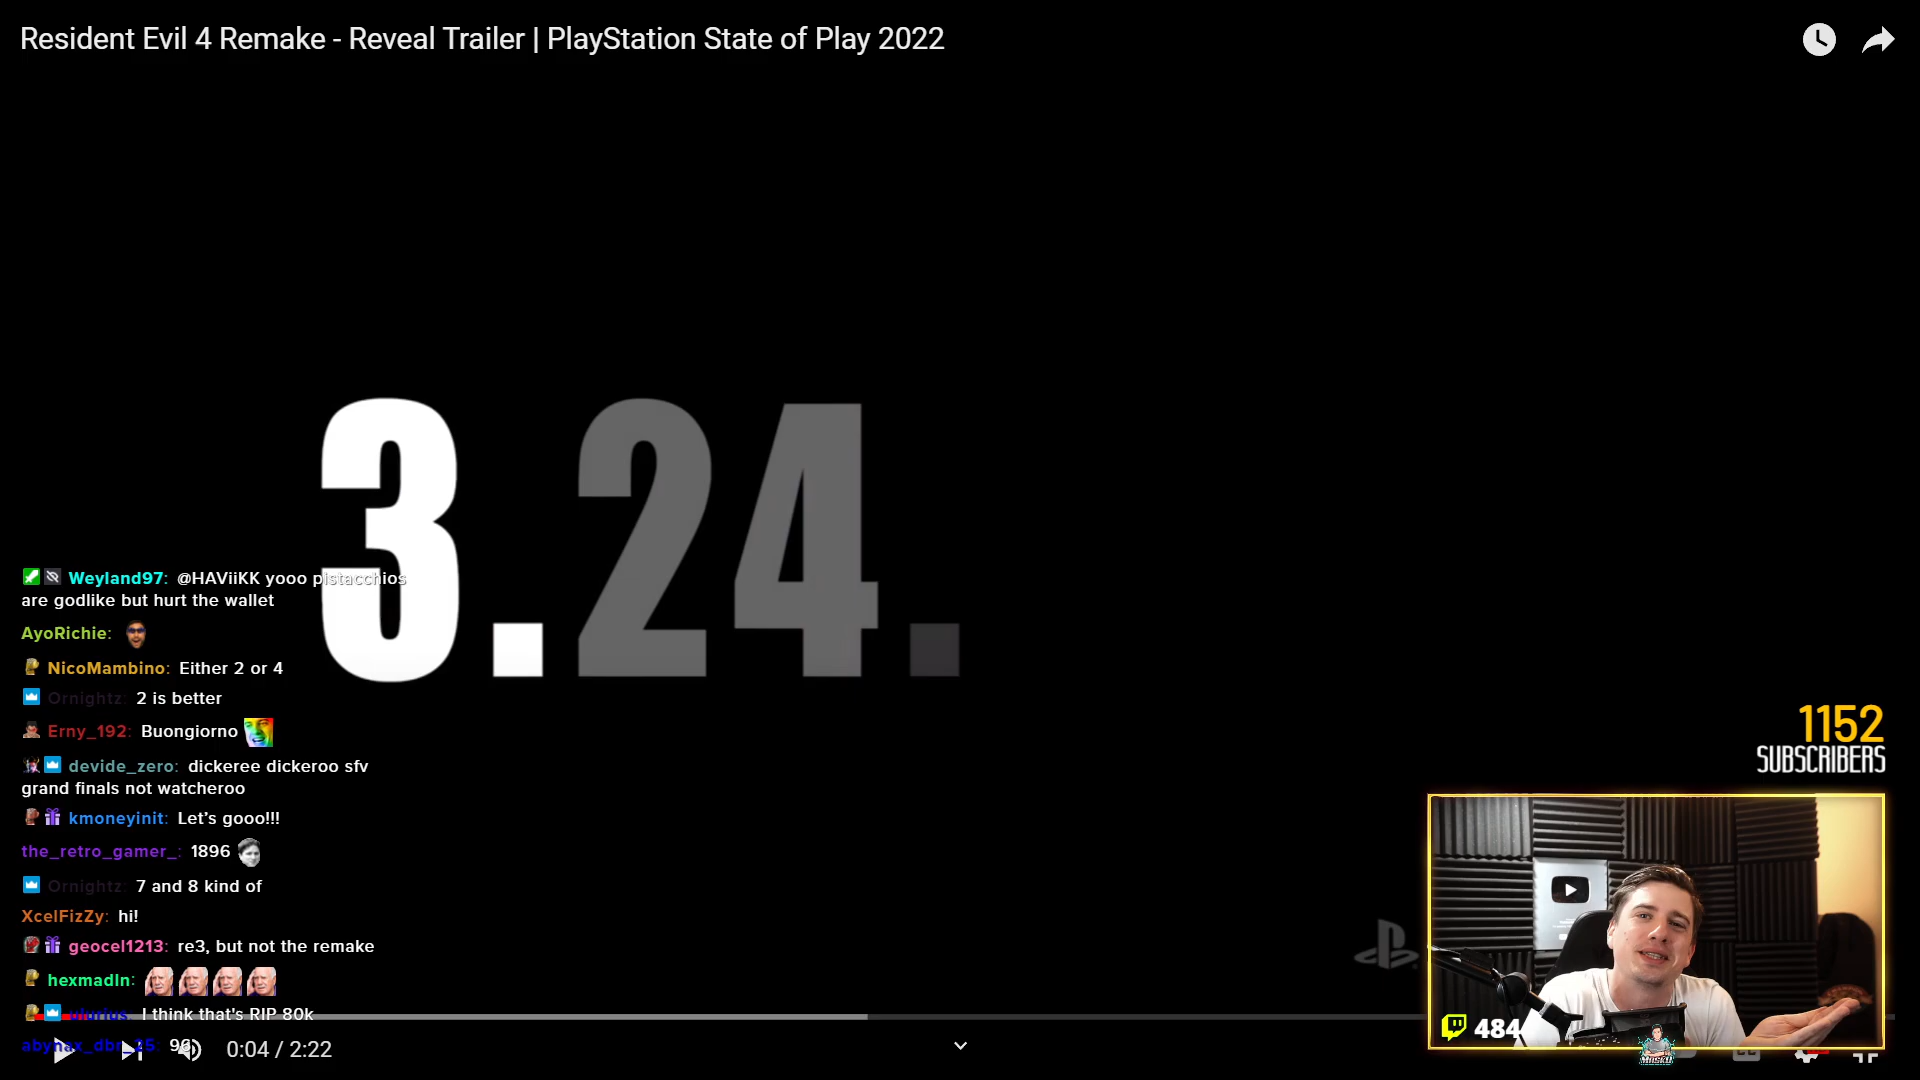 Resident Evil 4 Remake - Reveal Trailer | PlayStation State of Play 2022
3.24.
Weyland97: @HAViiKK yooo pistacchios
are godlike but hurt the wallet
AyoRichie:
NicoMambino: Either 2 or 4
Ornightz: 2 is better
Erny_192: Buongiorno
devide_zero: dickeree dickeroo sfv
grand finals not watcheroo
kmoneyinit: Let's gooo!!!
the_retro_gamer_: 1896
Ornightz: 7 and 8 kind of
XcelFizZy: hi!
geocel1213: re3, but not the remake
hexmadln:
I think that's RIP 80k
96
0:04 / 2:22
1152
SUBSCRIBERS
484